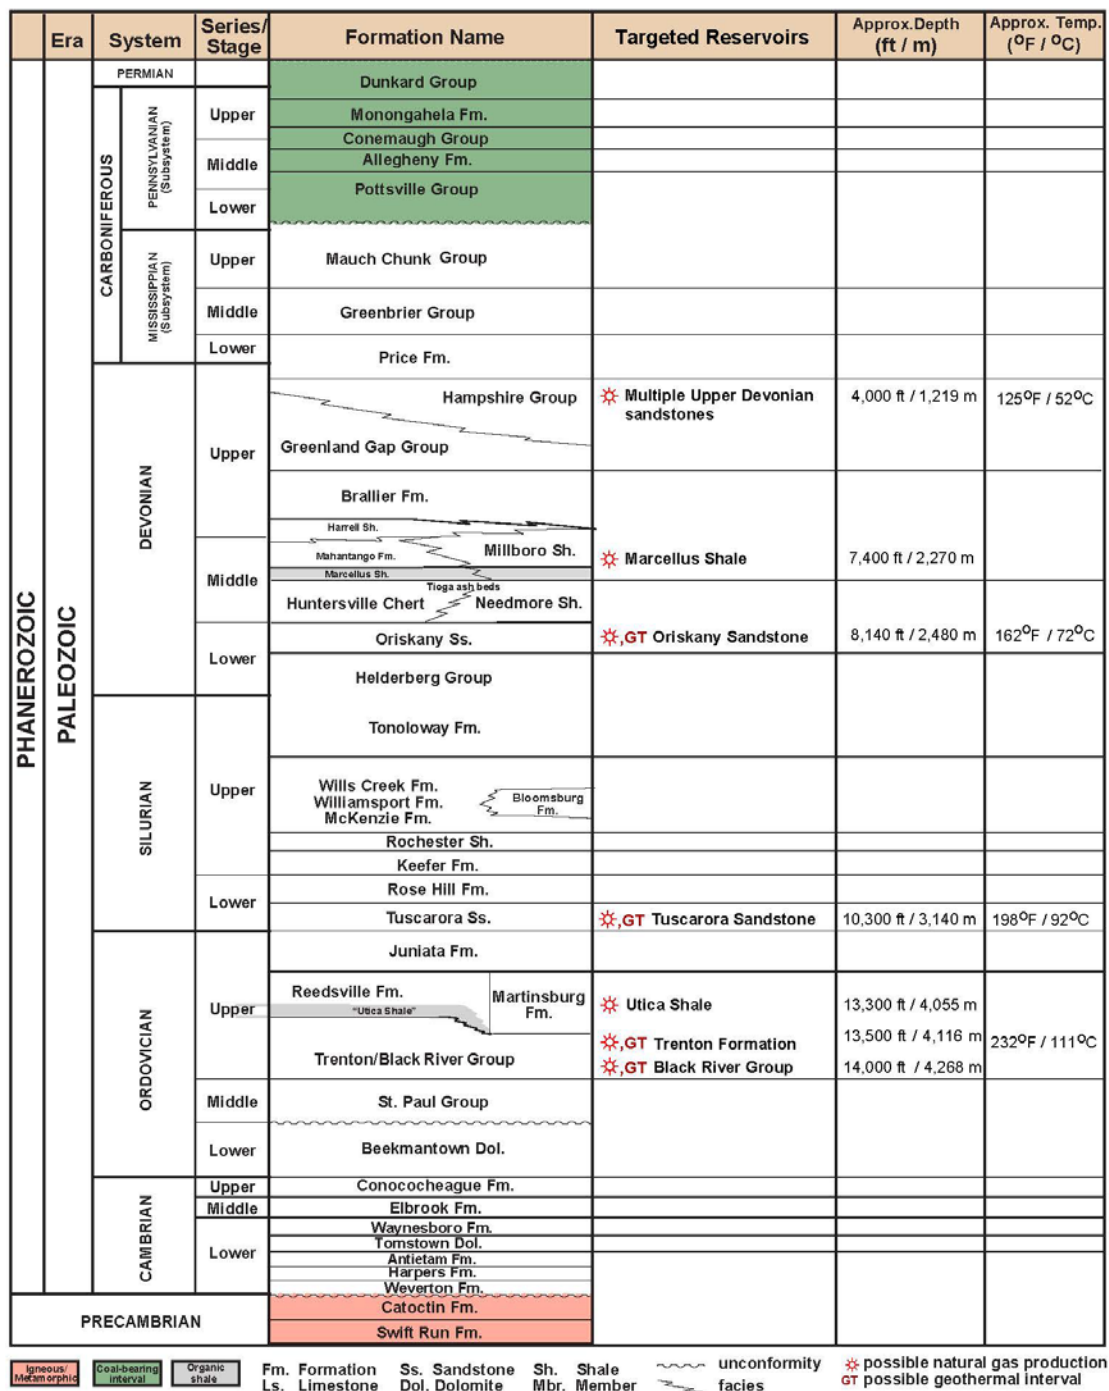 Era
System
Series/
Stage
Formation Name
Targeted Reservoirs
Approx.Depth
(ft / m)
Approx. Temp.
(°F / °C)
PHANEROZOIC
PALEOZOIC
PERMIAN
Dunkard Group
CARBONIFEROUS
PENNSYLVANIAN
(Subsystem)
Upper
Monongahela Fm.
Conemaugh Group
Middle
Allegheny Fm.
Pottsville Group
Lower
MISSISSIPPIAN
(Subsystem)
Upper
Mauch Chunk Group
Middle
Greenbrier Group
Lower
Price Fm.
DEVONIAN
Upper
Hampshire Group
Multiple Upper Devonian
sandstones
4,000 ft / 1,219 m
125°F / 52°C
Greenland Gap Group
Brallier Fm.
Harrell Sh.
Middle
Mahantango Fm.
Millboro Sh.
Marcellus Shale
7,400 ft / 2,270 m
Marcellus Sh.
Tioga ash beds
Huntersville Chert
Needmore Sh.
Lower
Oriskany Ss.
,GT Oriskany Sandstone
8,140 ft / 2,480 m
162°F / 72°C
Helderberg Group
SILURIAN
Tonoloway Fm.
Upper
Wills Creek Fm.
Williamsport Fm.
McKenzie Fm.
Bloomsburg
Fm.
Rochester Sh.
Keefer Fm.
Lower
Rose Hill Fm.
Tuscarora Ss.
,GT Tuscarora Sandstone
10,300 ft / 3,140 m
198°F / 92°C
ORDOVICIAN
Juniata Fm.
Upper
Reedsville Fm.
"Utica Shale"
Martinsburg
Fm.
Utica Shale
13,300 ft / 4,055 m
Trenton/Black River Group
,GT Trenton Formation
13,500 ft / 4,116 m
232°F / 111°C
,GT Black River Group
14,000 ft / 4,268 m
Middle
St. Paul Group
Lower
Beekmantown Dol.
CAMBRIAN
Upper
Conococheague Fm.
Middle
Elbrook Fm.
Lower
Waynesboro Fm.
Tomstown Dol.
Antietam Fm.
Harpers Fm.
Weverton Fm.
PRECAMBRIAN
Catoctin Fm.
Swift Run Fm.
Igneous/
Metamorphic
Coal-bearing
interval
Organic
shale
Fm. Formation Ss. Sandstone Sh. Shale
Ls. Limestone Dol. Dolomite Mbr. Member
unconformity
facies
possible natural gas production
GT possible geothermal interval